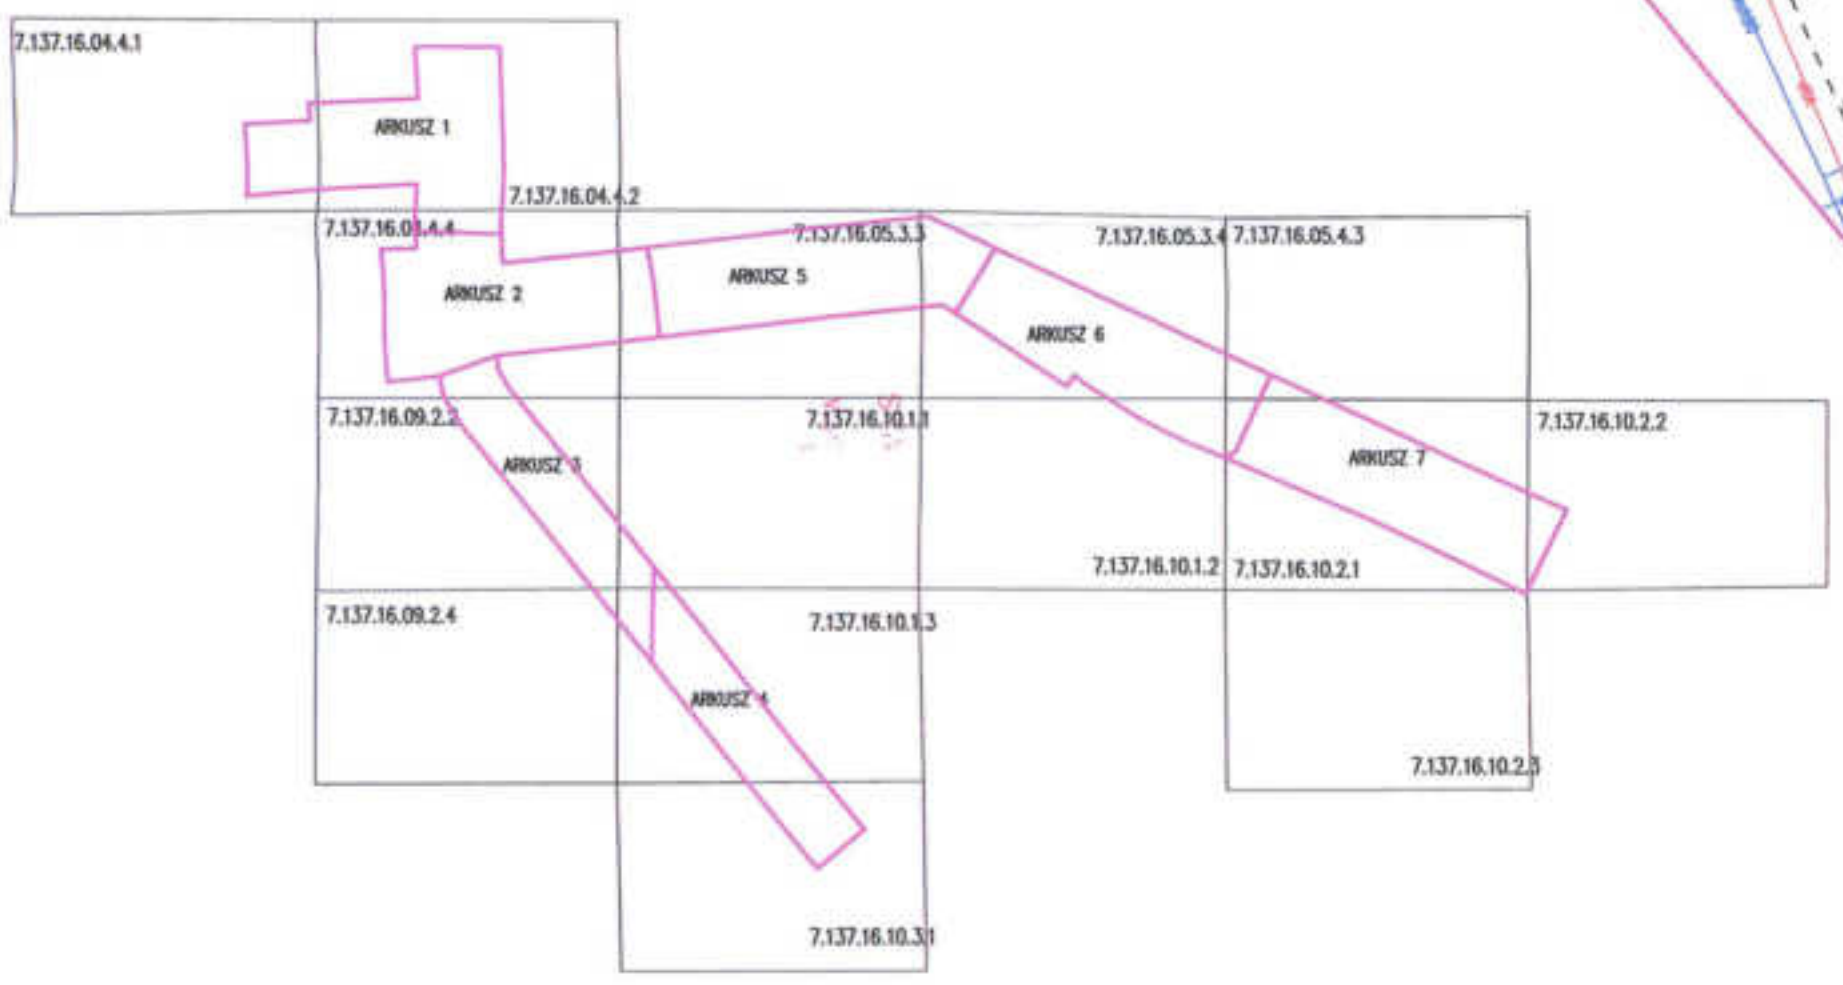 7.137.16.04.4.1
ARKUSZ 1
7.137.16.04.4.2
7.137.16.04.4.4
7.137.16.05.3.3
7.137.16.05.3.4
7.137.16.05.4.3
ARKUSZ 2
ARKUSZ 5
ARKUSZ 6
7.137.16.09.2.2
7.137.16.10.1.1
7.137.16.10.2.2
ARKUSZ 3
ARKUSZ 7
7.137.16.10.1.2
7.137.16.10.2.1
7.137.16.09.2.4
7.137.16.10.1.3
ARKUSZ 4
7.137.16.10.2.3
7.137.16.10.3.1